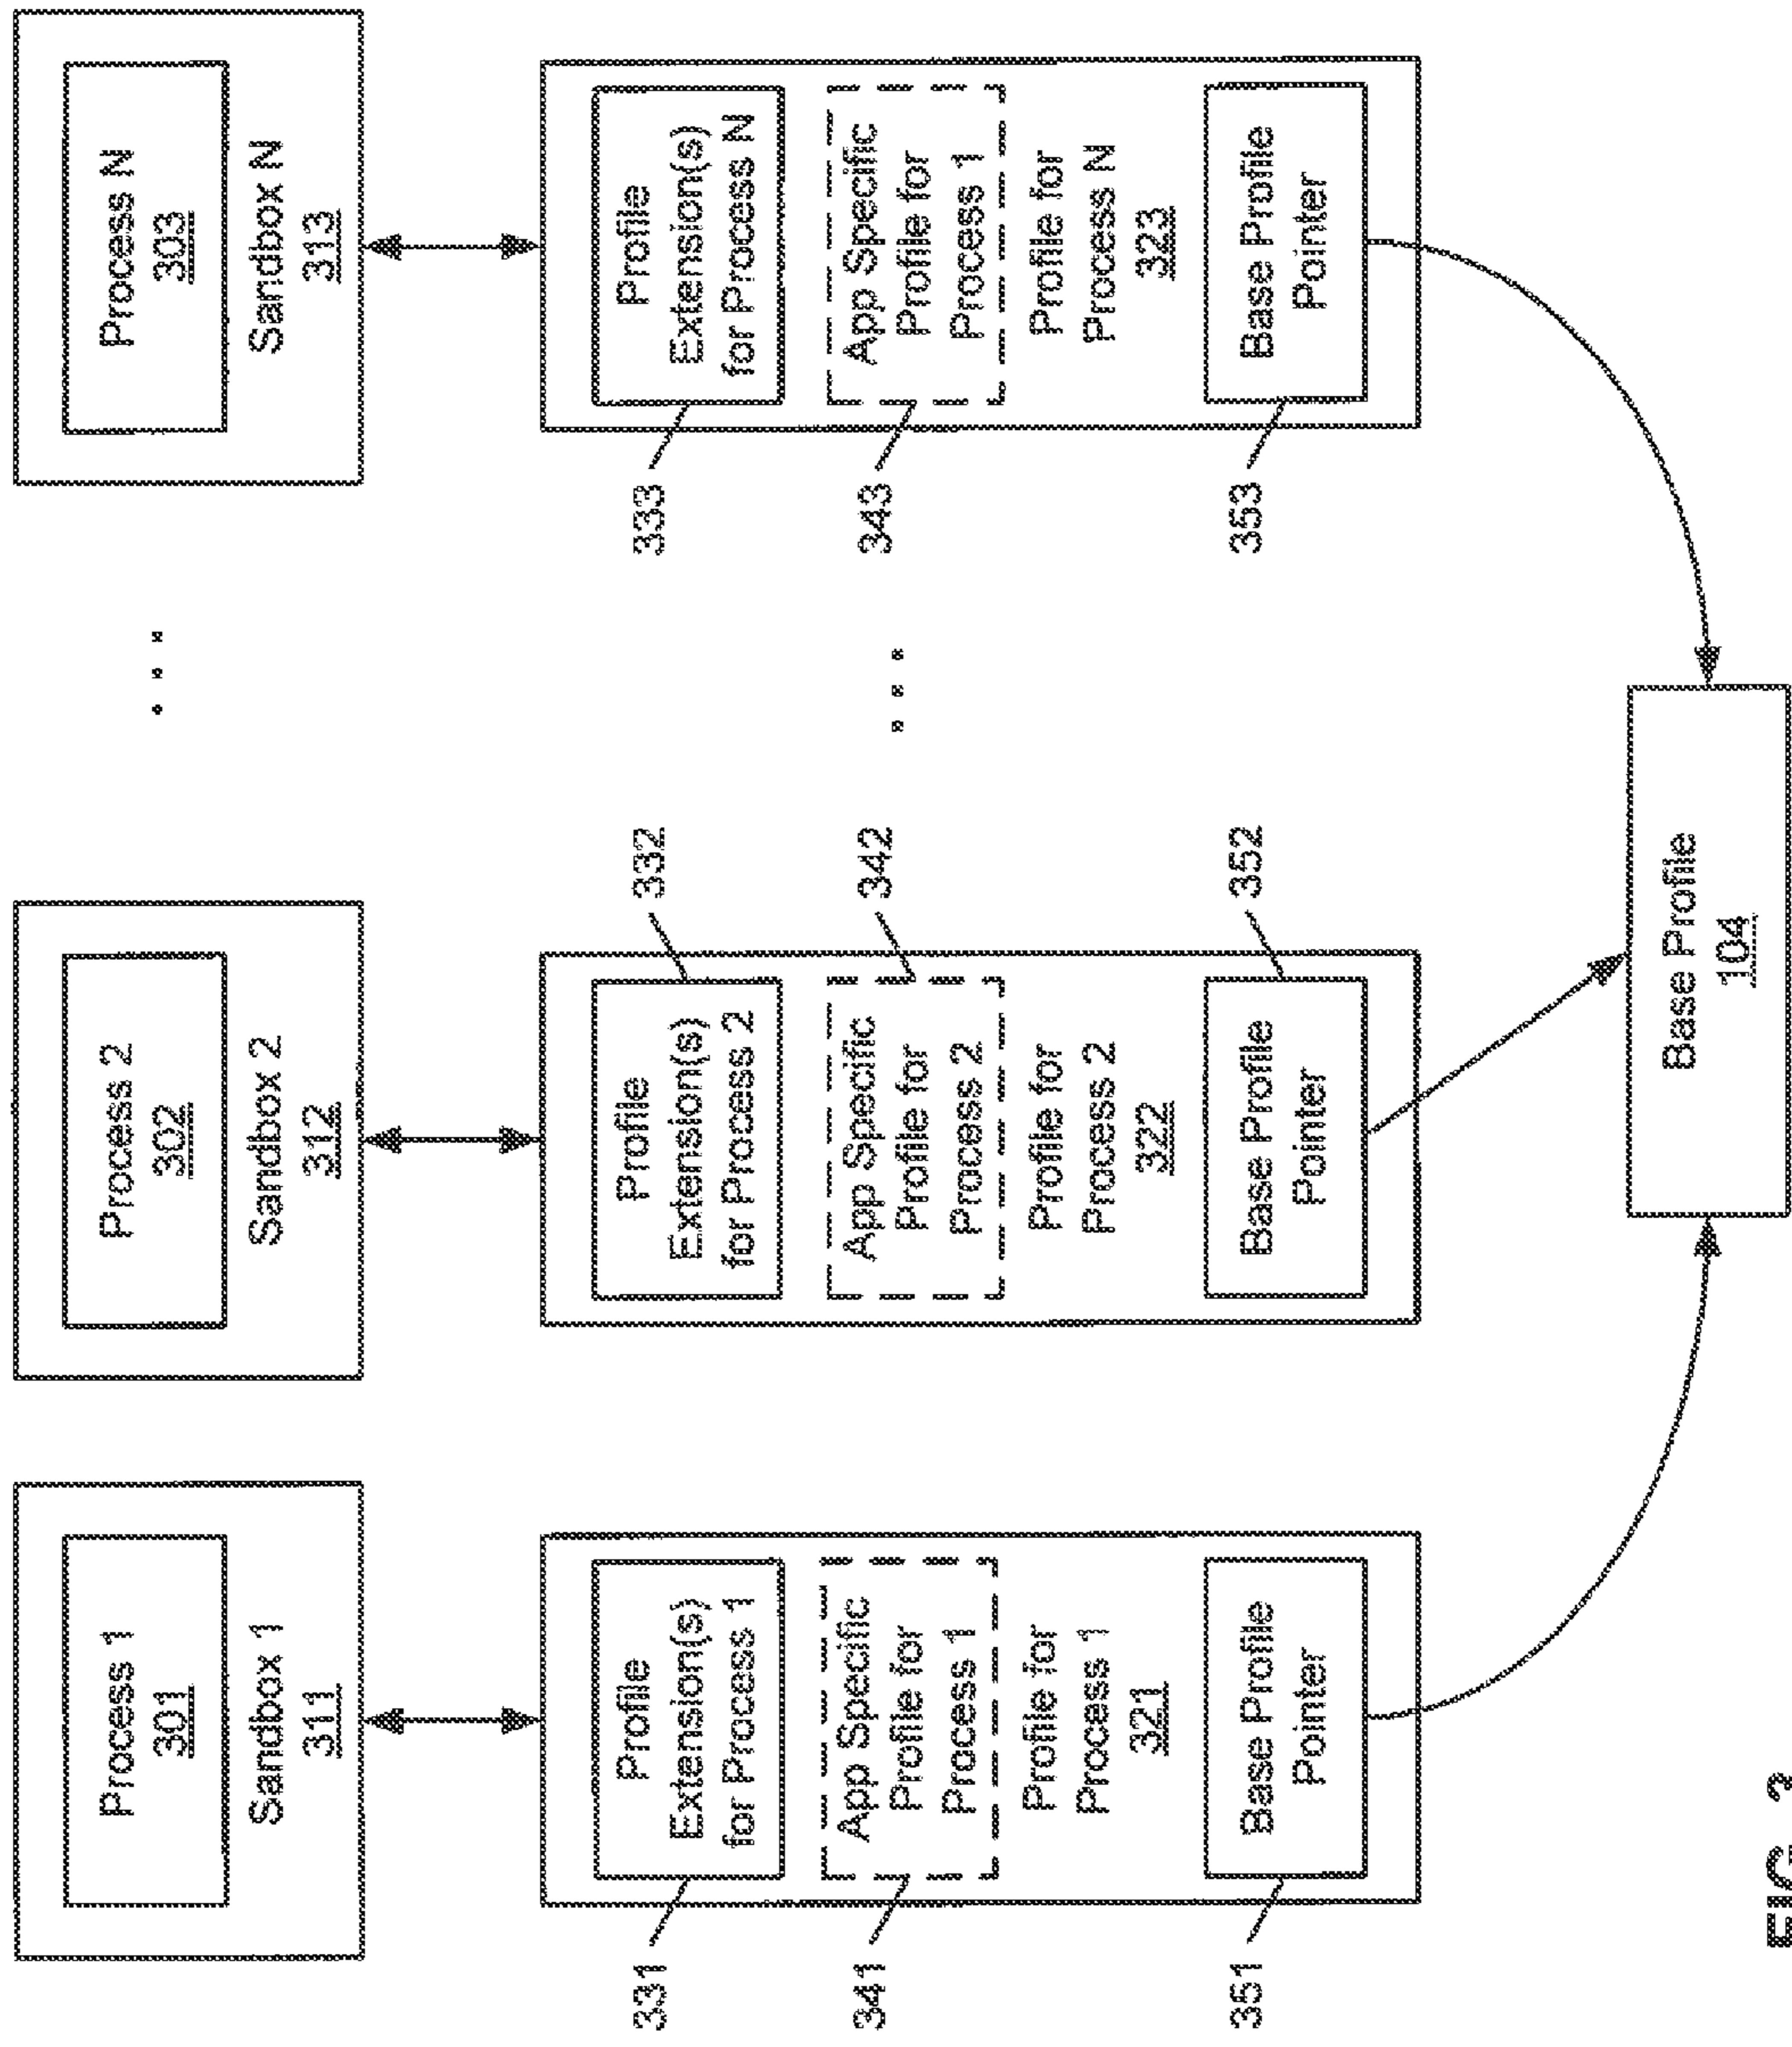 Process 1
301
Sandbox 1
311
Process 2
302
Sandbox 2
312
. . .
Process N
303
Sandbox N
313
331
Profile
Extension(s)
for Process 1
341
App Specific
Profile for
Process 1
Profile for
Process 1
321
351
Base Profile
Pointer
Profile
Extension(s)
for Process 2
332
App Specific
Profile for
Process 2
342
Profile for
Process 2
322
Base Profile
Pointer
352
. . .
333
Profile
Extension(s)
for Process N
343
App Specific
Profile for
Process 1
Profile for
Process N
323
353
Base Profile
Pointer
Base Profile
104
FIG. 3